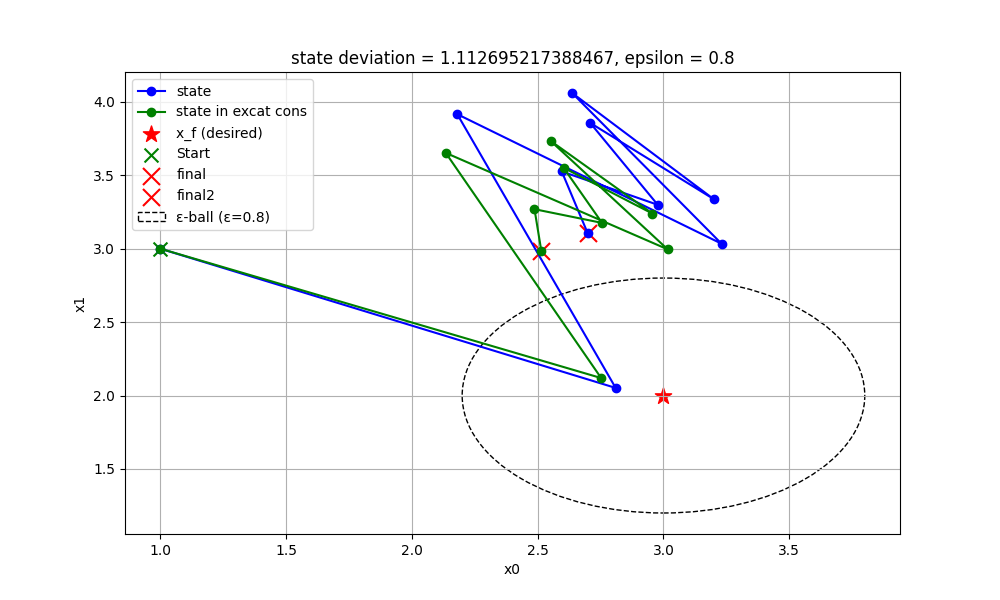 state deviation = 1.112695217388467, epsilon = 0.8
state
state in excat cons
x_f (desired)
Start
final
final2
ε-ball (ε=0.8)
4.0
3.5
3.0
2.5
2.0
1.5
x1
1.0 1.5 2.0 2.5 3.0 3.5
x0